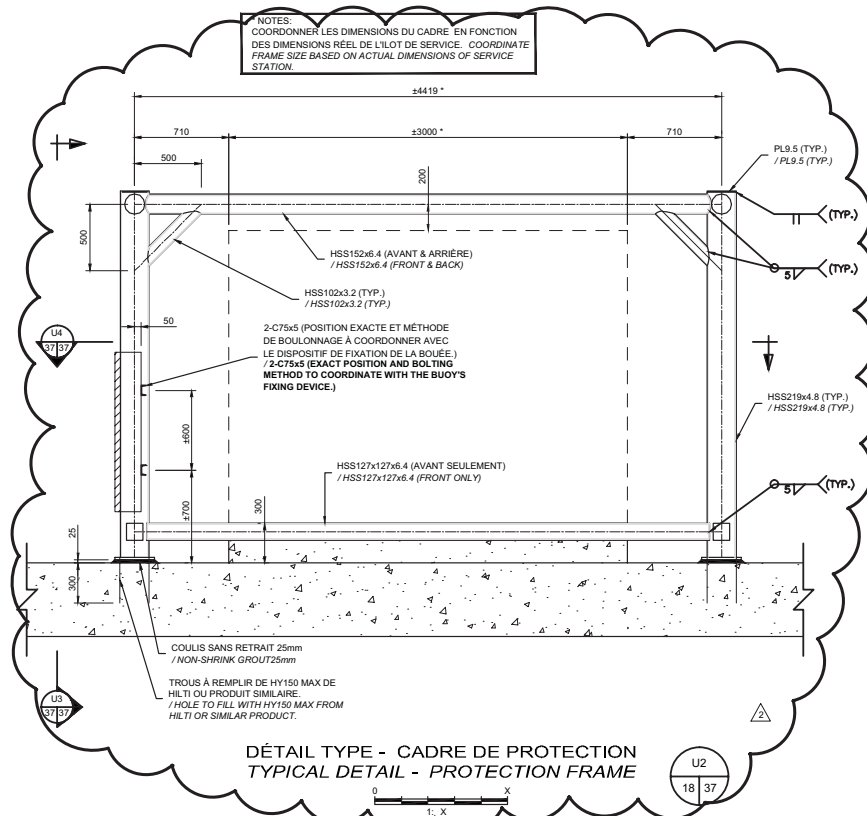 * NOTES:
COORDONNER LES DIMENSIONS DU CADRE EN FONCTION
DES DIMENSIONS RÉEL DE L'ILOT DE SERVICE. COORDINATE
FRAME SIZE BASED ON ACTUAL DIMENSIONS OF SERVICE
STATION.
±4419 *
710
±3000 *
710
500
200
500
PL9.5 (TYP.)
/ PL9.5 (TYP.)
(TYP.)
5
(TYP.)
HSS152x6.4 (AVANT & ARRIÈRE)
/ HSS152x6.4 (FRONT & BACK)
HSS102x3.2 (TYP.)
/ HSS102x3.2 (TYP.)
50
U4
37
37
2-C75x5 (POSITION EXACTE ET MÉTHODE
DE BOULONNAGE À COORDONNER AVEC
LE DISPOSITIF DE FIXATION DE LA BOUÉE.)
/ 2-C75x5 (EXACT POSITION AND BOLTING
METHOD TO COORDINATE WITH THE BUOY'S
FIXING DEVICE.)
HSS219x4.8 (TYP.)
/ HSS219x4.8 (TYP.)
±600
HSS127x127x6.4 (AVANT SEULEMENT)
/ HSS127x127x6.4 (FRONT ONLY)
5
(TYP.)
±700
300
25
300
COULIS SANS RETRAIT 25mm
/ NON-SHRINK GROUT25mm
TROUS À REMPLIR DE HY150 MAX DE
HILTI OU PRODUIT SIMILAIRE.
/ HOLE TO FILL WITH HY150 MAX FROM
HILTI OR SIMILAR PRODUCT.
U3
37
37
2
DÉTAIL TYPE - CADRE DE PROTECTION
TYPICAL DETAIL - PROTECTION FRAME
U2
18
37
0
X
1: X